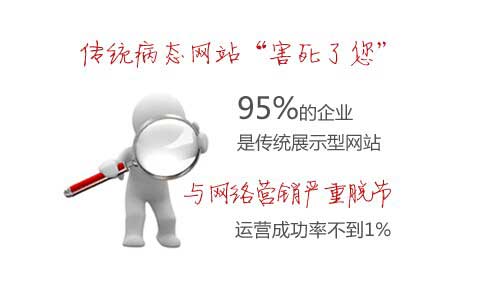 传统病态网站“害死了您”
95%的企业
是传统展示型网站
与网络营销严重脱节
运营成功率不到1%